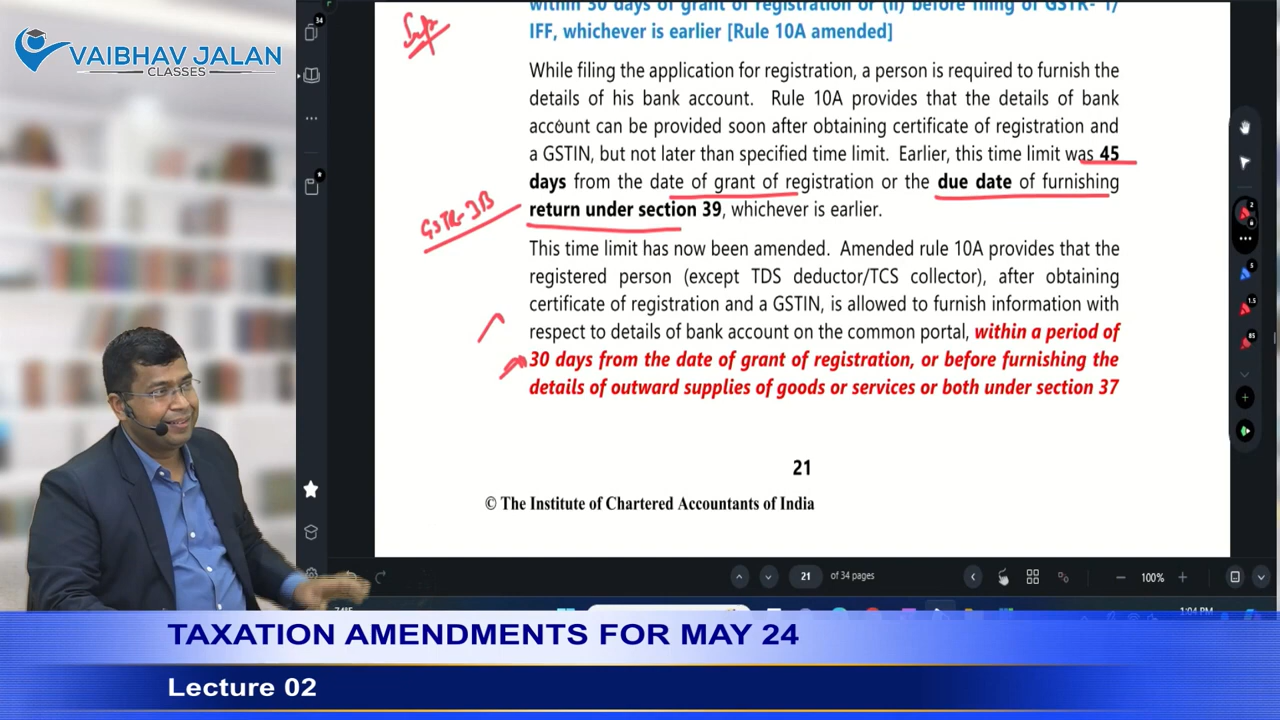 within 30 days of grant of registration or (ii) before filing of GSTR- 1/
IFF, whichever is earlier [Rule 10A amended]
VAIBHAV JALAN
CLASSES
While filing the application for registration, a person is required to furnish the
details of his bank account. Rule 10A provides that the details of bank
account can be provided soon after obtaining certificate of registration and
a GSTIN, but not later than specified time limit. Earlier, this time limit was 45
days from the date of grant of registration or the due date of furnishing
return under section 39, whichever is earlier.
GSTR-3B
This time limit has now been amended. Amended rule 10A provides that the
registered person (except TDS deductor/TCS collector), after obtaining
certificate of registration and a GSTIN, is allowed to furnish information with
respect to details of bank account on the common portal, within a period of
30 days from the date of grant of registration, or before furnishing the
details of outward supplies of goods or services or both under section 37
21
© The Institute of Chartered Accountants of India
21 of 34 pages
100%
1:04 PM
TAXATION AMENDMENTS FOR MAY 24
Lecture 02